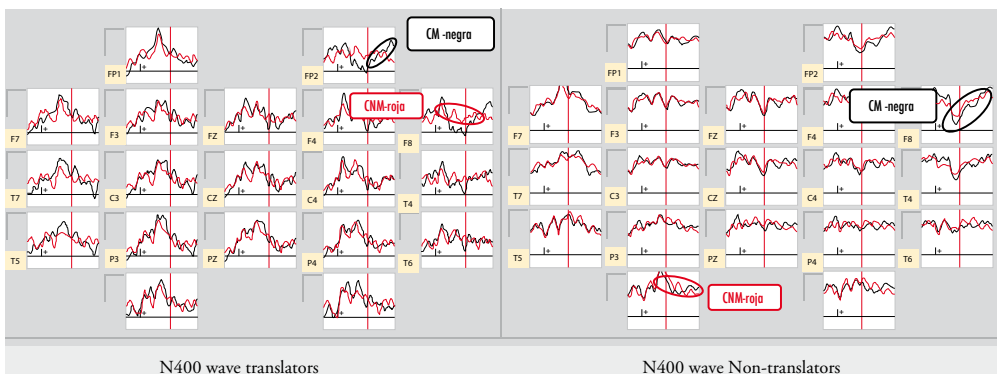 CM -negra
FP1
FP2
CNM-roja
F7
F3
FZ
F4
F8
T7
C3
CZ
C4
T4
T5
P3
PZ
P4
T6
N400 wave translators
FP1
FP2
CM -negra
F7
F3
FZ
F4
F8
T7
C3
CZ
C4
T4
T5
P3
PZ
P4
T6
CNM-roja
N400 wave Non-translators